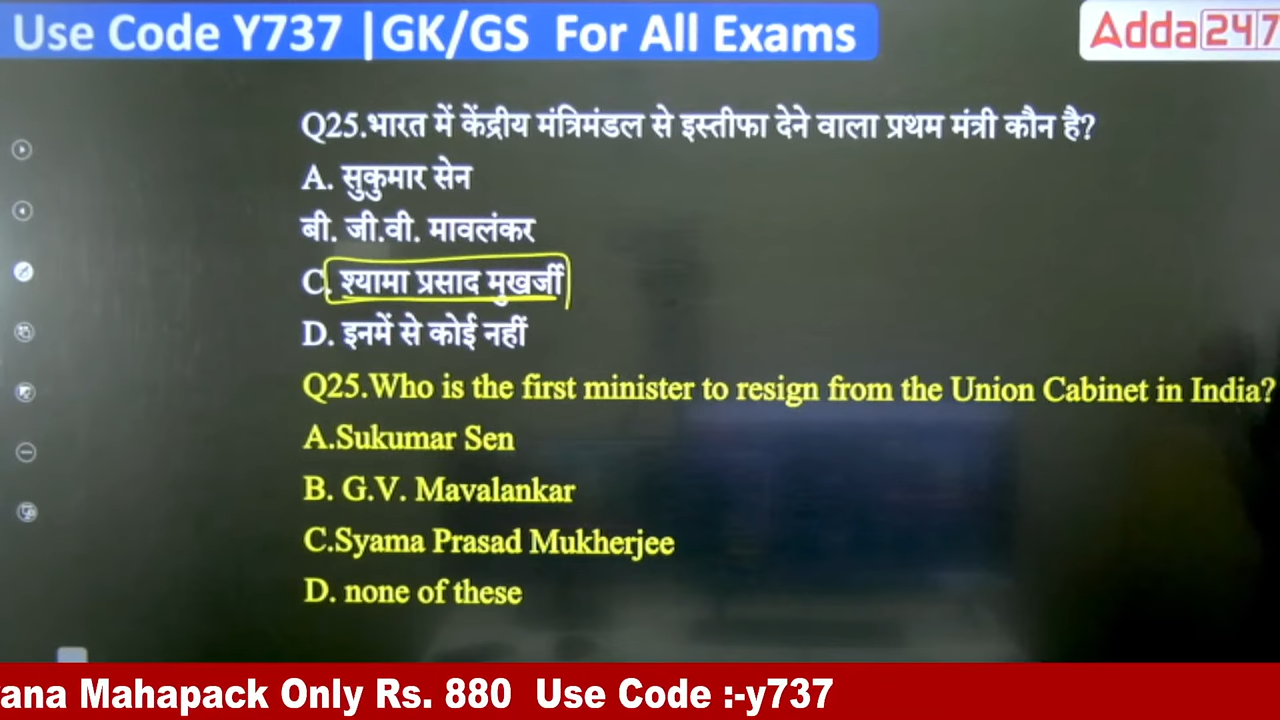 Use Code Y737 |GK/GS For All Exams
Adda247
Q25.भारत में केंद्रीय मंत्रिमंडल से इस्तीफा देने वाला प्रथम मंत्री कौन है?
A. सुकुमार सेन
बी. जी.वी. मावलंकर
C. श्यामा प्रसाद मुखर्जी
D. इनमें से कोई नहीं
Q25.Who is the first minister to resign from the Union Cabinet in India?
A.Sukumar Sen
B. G.V. Mavalankar
C.Syama Prasad Mukherjee
D. none of these
ana Mahapack Only Rs. 880 Use Code :-y737